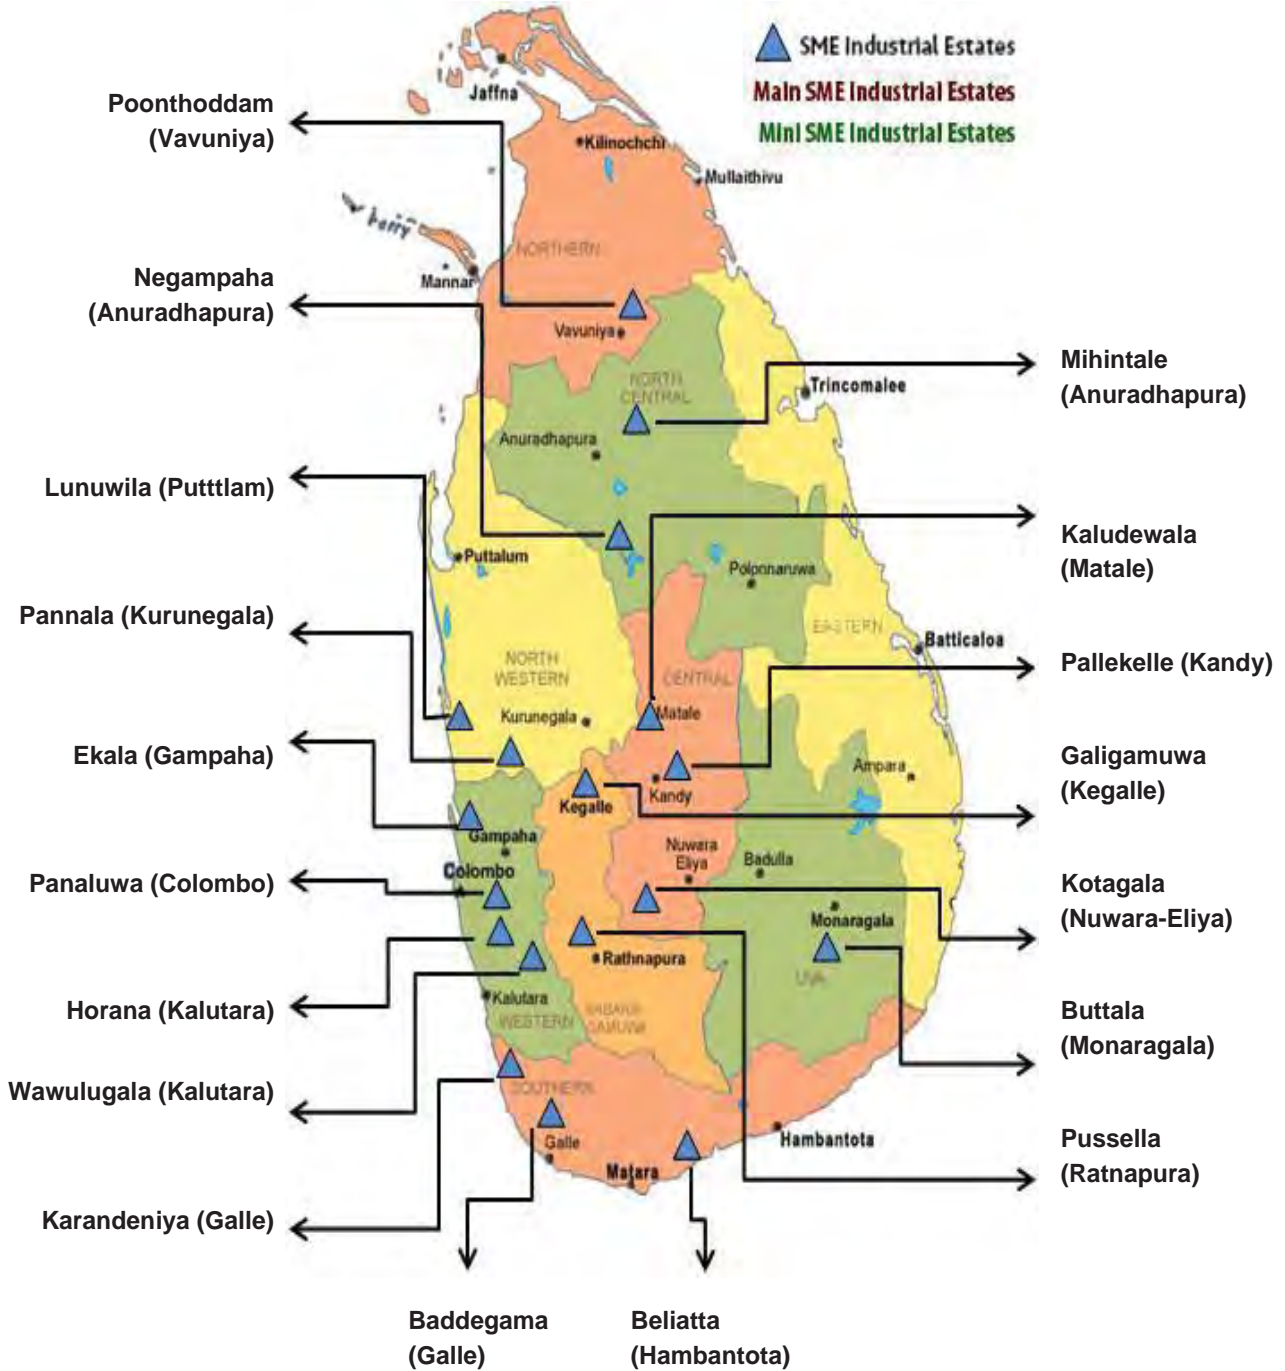 SME Industrial Estates
Main SME Industrial Estates
Mini SME Industrial Estates
Poonthoddam
(Vavuniya)
Negampaha
(Anuradhapura)
Lunuwila (Putttlam)
Pannala (Kurunegala)
Ekala (Gampaha)
Panaluwa (Colombo)
Horana (Kalutara)
Wawulugala (Kalutara)
Karandeniya (Galle)
Baddegama
(Galle)
Beliatta
(Hambantota)
Mihintale
(Anuradhapura)
Kaludewala
(Matale)
Pallekelle (Kandy)
Galigamuwa
(Kegalle)
Kotagala
(Nuwara-Eliya)
Buttala
(Monaragala)
Pussella
(Ratnapura)
Jaffna
Kilinochchi
Mullaithivu
Ferry
NORTHERN
Mannar
Vavuniya
NORTH
CENTRAL
Trincomalee
Anuradhapura
Puttalum
Polonnaruwa
EASTERN
Batticaloa
NORTH
WESTERN
CENTRAL
Kurunegala
Matale
Ampara
Kandy
Kegalle
Gampaha
Nuwara
Eliya
Badulla
Colombo
Monaragala
Rathnapura
UVA
Kalutara
WESTERN
SABARA-
GAMUWA
SOUTHERN
Galle
Matara
Hambantota